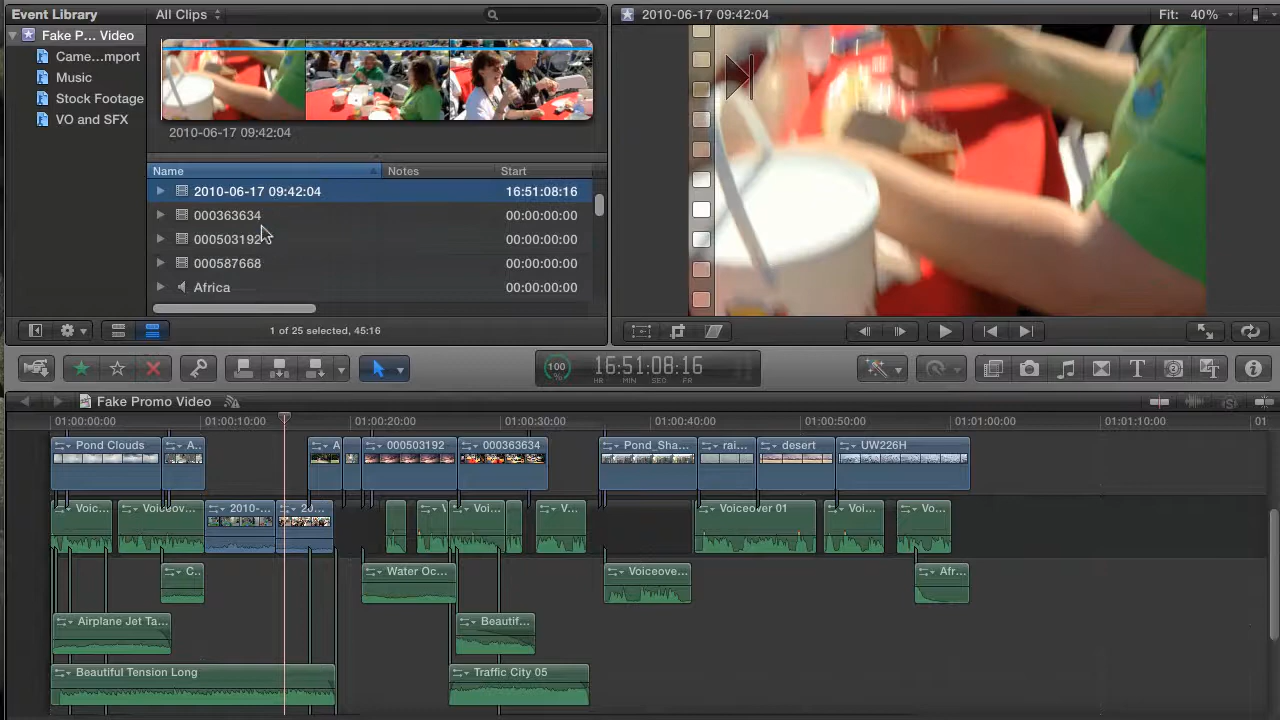 Event Library
All Clips
2010-06-17 09:42:04
Fit: 40%
Fake P... Video
Came...mport
Music
Stock Footage
VO and SFX
2010-06-17 09:42:04
Name
Notes
Start
2010-06-17 09:42:04
16:51:08:16
000363634
00:00:00:00
000503192
00:00:00:00
000587668
00:00:00:00
Africa
00:00:00:00
1 of 25 selected, 45:16
100
%
16:51:08:16
HR MIN SEC FR
Fake Promo Video
01:00:00:00
01:00:10:00
01:00:20:00
01:00:30:00
01:00:40:00
01:00:50:00
01:01:00:00
01:01:10:00
01
Pond Clouds
A...
A
000503192
000363634
Pond_Sha...
rai...
desert
UW226H
Voic...
Voiceov...
2010-...
20...
V
Voi...
V...
Voiceover 01
Voi...
Vo...
C...
Water Oc...
Voiceove...
Afr...
Airplane Jet Ta...
Beautif...
Beautiful Tension Long
Traffic City 05